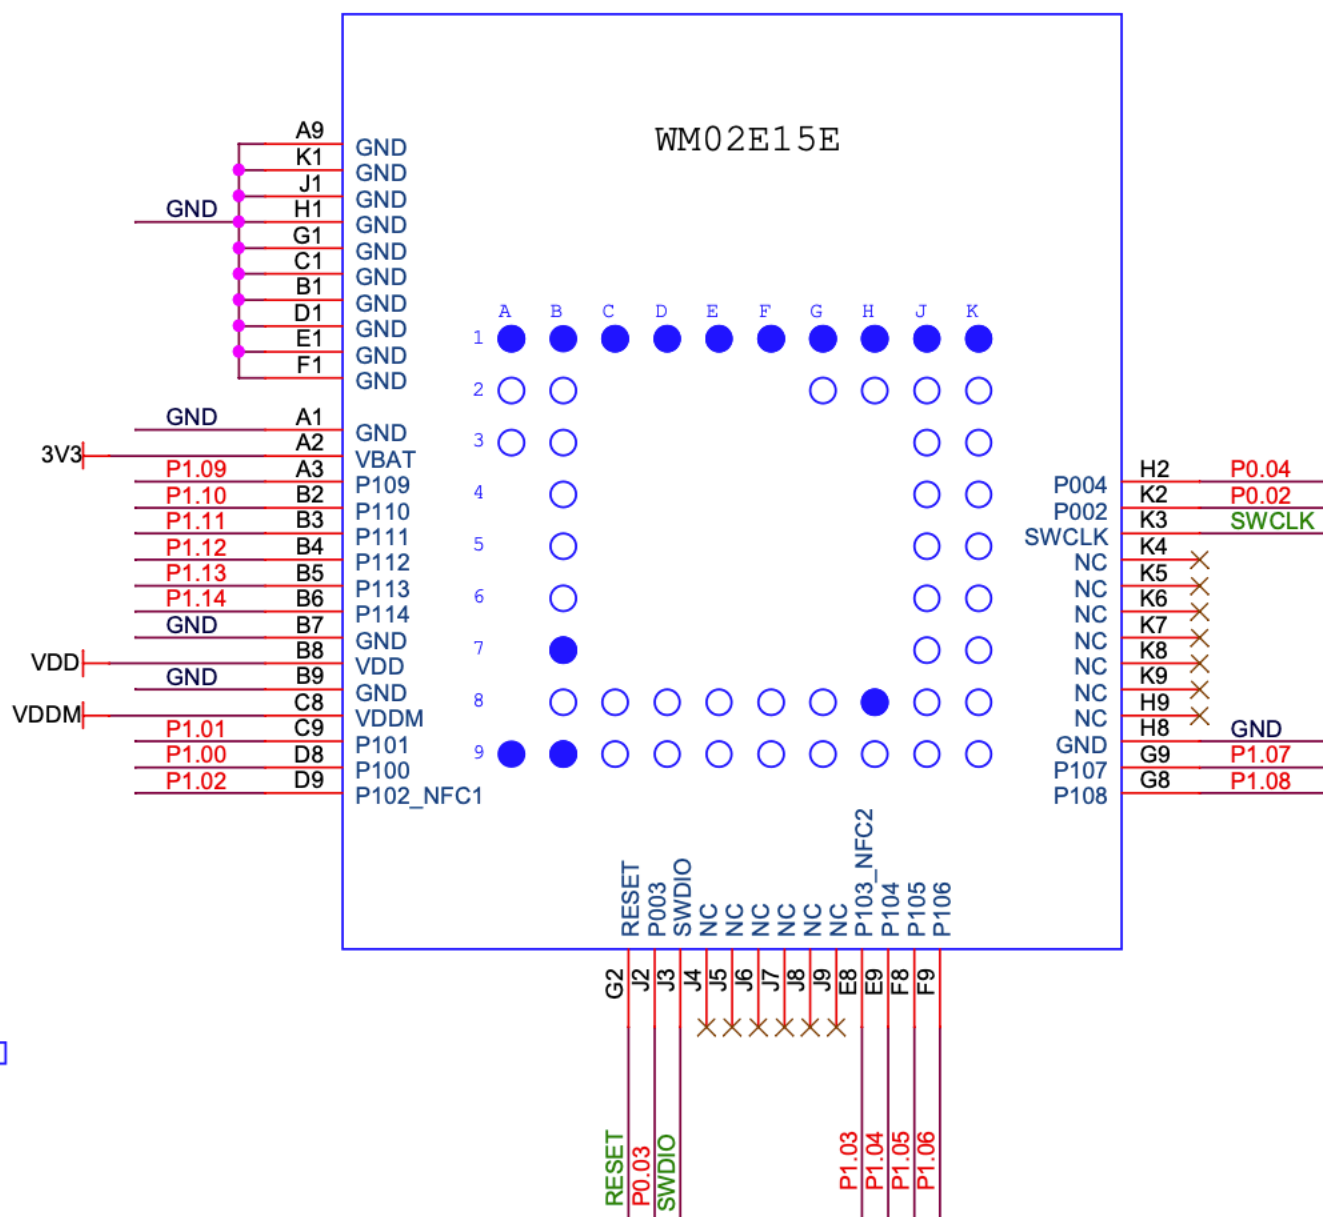 WM02E15E
A9 GND
K1 GND
J1 GND
GND H1 GND
G1 GND
C1 GND
B1 GND
D1 GND
E1 GND
F1 GND
GND A1 GND
3V3 A2 VBAT
P1.09 A3 P109
P1.10 B2 P110
P1.11 B3 P111
P1.12 B4 P112
P1.13 B5 P113
P1.14 B6 P114
GND B7 GND
VDD B8 VDD
GND B9 GND
VDDM C8 VDDM
P1.01 C9 P101
P1.00 D8 P100
P1.02 D9 P102_NFC1
A B C D E F G H J K
1
2
3
4
5
6
7
8
9
P004 H2 P0.04
P002 K2 P0.02
SWCLK K3 SWCLK
NC K4
NC K5
NC K6
NC K7
NC K8
NC K9
NC H9
GND H8 GND
P107 G9 P1.07
P108 G8 P1.08
RESET G2 RESET
P003 J2 P0.03
SWDIO J3 SWDIO
NC J4
NC J5
NC J6
NC J7
NC J8
NC J9
P103_NFC2 E8 P1.03
P104 E9 P1.04
P105 F8 P1.05
P106 F9 P1.06